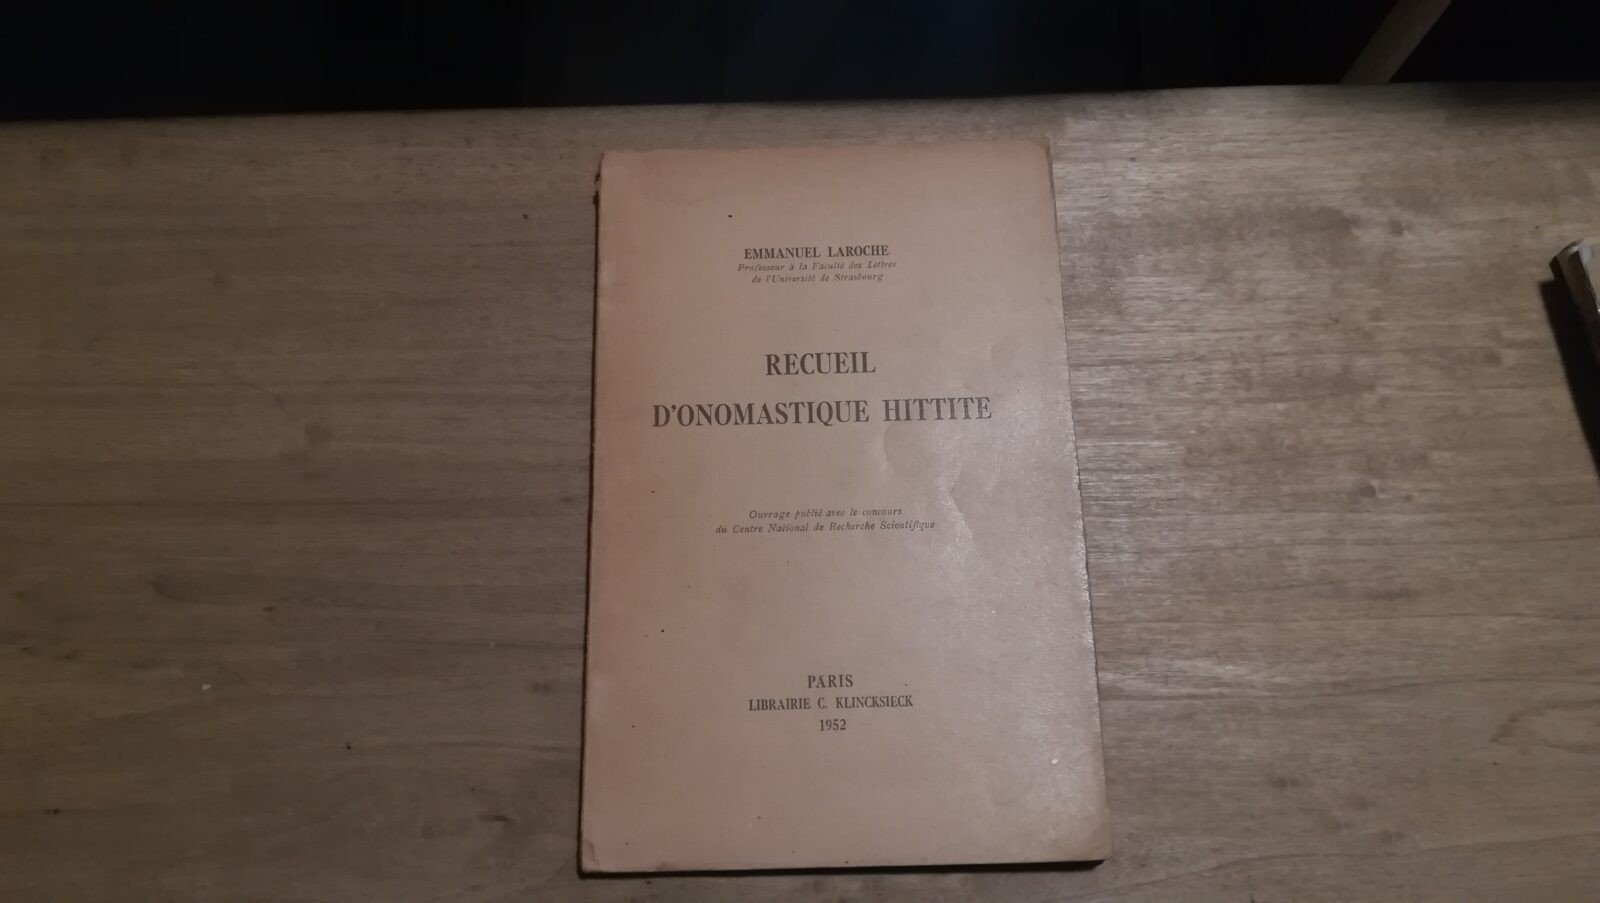 EMMANUEL LAROCHE
Professeur à la Faculté des Lettres
de l'Université de Strasbourg
RECUEIL
D'ONOMASTIQUE HITTITE
Ouvrage publié avec le concours
du Centre National de Recherche Scientifique
PARIS
LIBRAIRIE C. KLINCKSIECK
1952